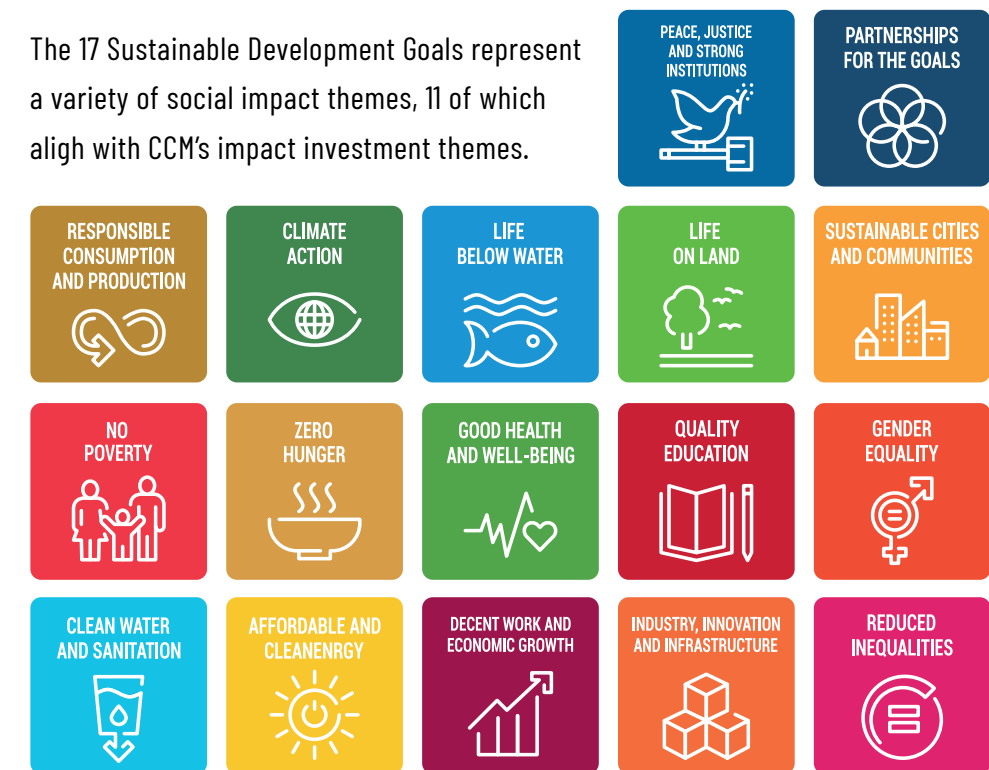 The 17 Sustainable Development Goals represent
a variety of social impact themes, 11 of which
aligh with CCM's impact investment themes.
PEACE, JUSTICE
AND STRONG
INSTITUTIONS
PARTNERSHIPS
FOR THE GOALS
RESPONSIBLE
CONSUMPTION
AND PRODUCTION
CLIMATE
ACTION
LIFE
BELOW WATER
LIFE
ON LAND
SUSTAINABLE CITIES
AND COMMUNITIES
NO
POVERTY
ZERO
HUNGER
GOOD HEALTH
AND WELL-BEING
QUALITY
EDUCATION
GENDER
EQUALITY
CLEAN WATER
AND SANITATION
AFFORDABLE AND
CLEANENRGY
DECENT WORK AND
ECONOMIC GROWTH
INDUSTRY, INNOVATION
AND INFRASTRUCTURE
REDUCED
INEQUALITIES